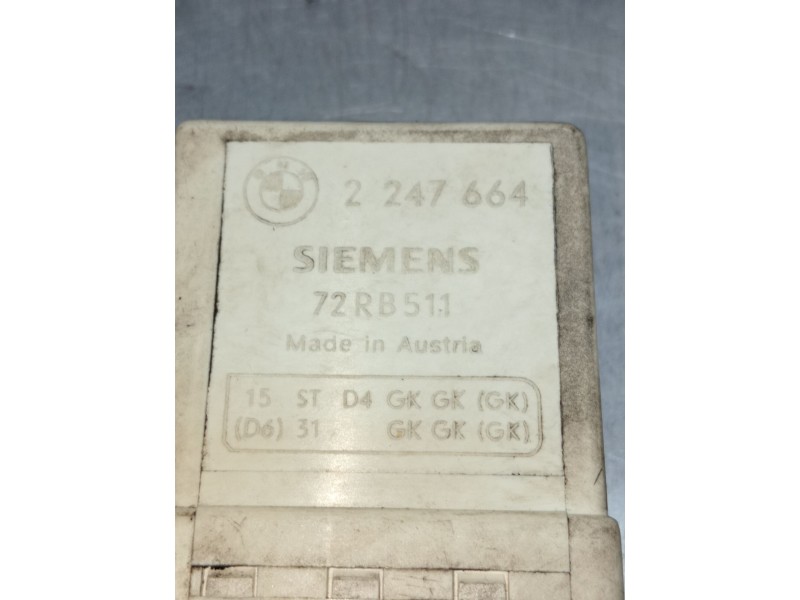 BMW 2 247 664
SIEMENS
72RB511
Made in Austria
15 ST D4 GK GK (GK)
(D6) 31 GK GK (GK)